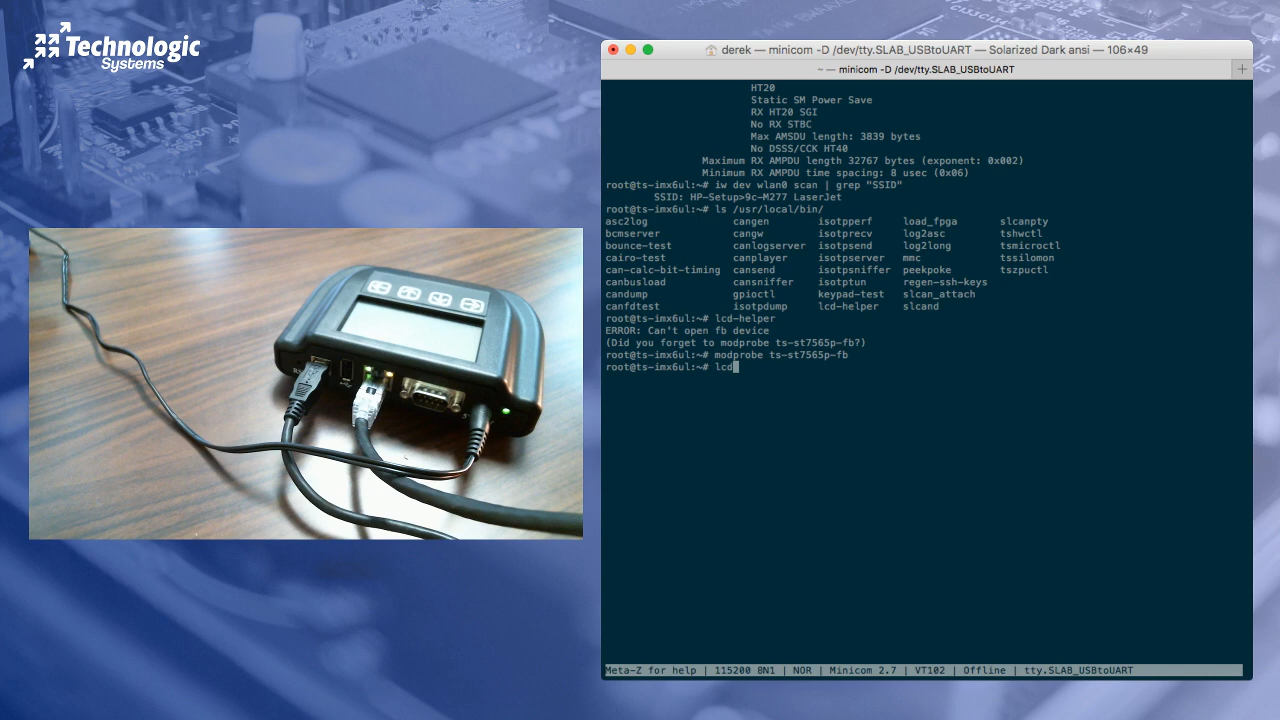 Technologic
Systems
derek — minicom -D /dev/tty.SLAB_USBtoUART — Solarized Dark ansi — 106×49
~ — minicom -D /dev/tty.SLAB_USBtoUART
+
HT20
Static SM Power Save
RX HT20 SGI
No RX STBC
Max AMSDU length: 3839 bytes
No DSSS/CCK HT40
Maximum RX AMPDU length 32767 bytes (exponent: 0x002)
Minimum RX AMPDU time spacing: 8 usec (0x06)
root@ts-imx6ul:~# iw dev wlan0 scan | grep "SSID"
SSID: HP-Setup>9c-M277 LaserJet
root@ts-imx6ul:~# ls /usr/local/bin/
asc2log cangen isotpperf load_fpga slcanpty
bcmserver cangw isotprecv log2asc tshwctl
bounce-test canlogserver isotpsend log2long tsmicroctl
cairo-test canplayer isotpserver mmc tssilomon
can-calc-bit-timing cansend isotpsniffer peekpoke tszpuctl
canbusload cansniffer isotptun regen-ssh-keys
candump gpioctl keypad-test slcan_attach
canfdtest isotpdump lcd-helper slcand
root@ts-imx6ul:~# lcd-helper
ERROR: Can't open fb device
(Did you forget to modprobe ts-st7565p-fb?)
root@ts-imx6ul:~# modprobe ts-st7565p-fb
root@ts-imx6ul:~# lcd
Meta-Z for help | 115200 8N1 | NOR | Minicom 2.7 | VT102 | Offline | tty.SLAB_USBtoUART